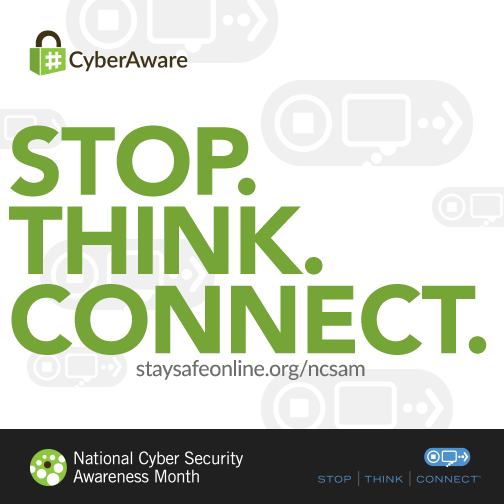 #CyberAware
STOP.
THINK.
CONNECT.
staysafeonline.org/ncsam
National Cyber Security
Awareness Month
STOP | THINK | CONNECT™